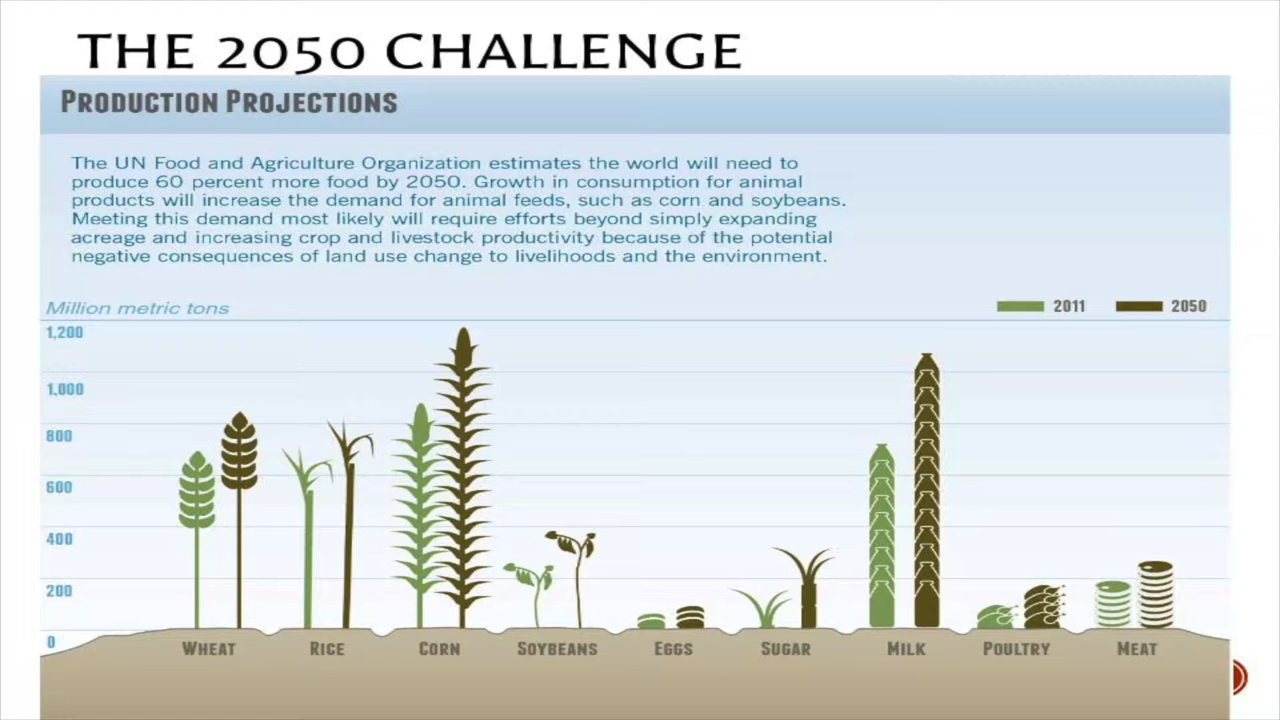 THE 2050 CHALLENGE
PRODUCTION PROJECTIONS
The UN Food and Agriculture Organization estimates the world will need to
produce 60 percent more food by 2050. Growth in consumption for animal
products will increase the demand for animal feeds, such as corn and soybeans.
Meeting this demand most likely will require efforts beyond simply expanding
acreage and increasing crop and livestock productivity because of the potential
negative consequences of land use change to livelihoods and the environment.
Million metric tons
2011
2050
1,200
1,000
800
600
400
200
0
WHEAT
RICE
CORN
SOYBEANS
EGGS
SUGAR
MILK
POULTRY
MEAT